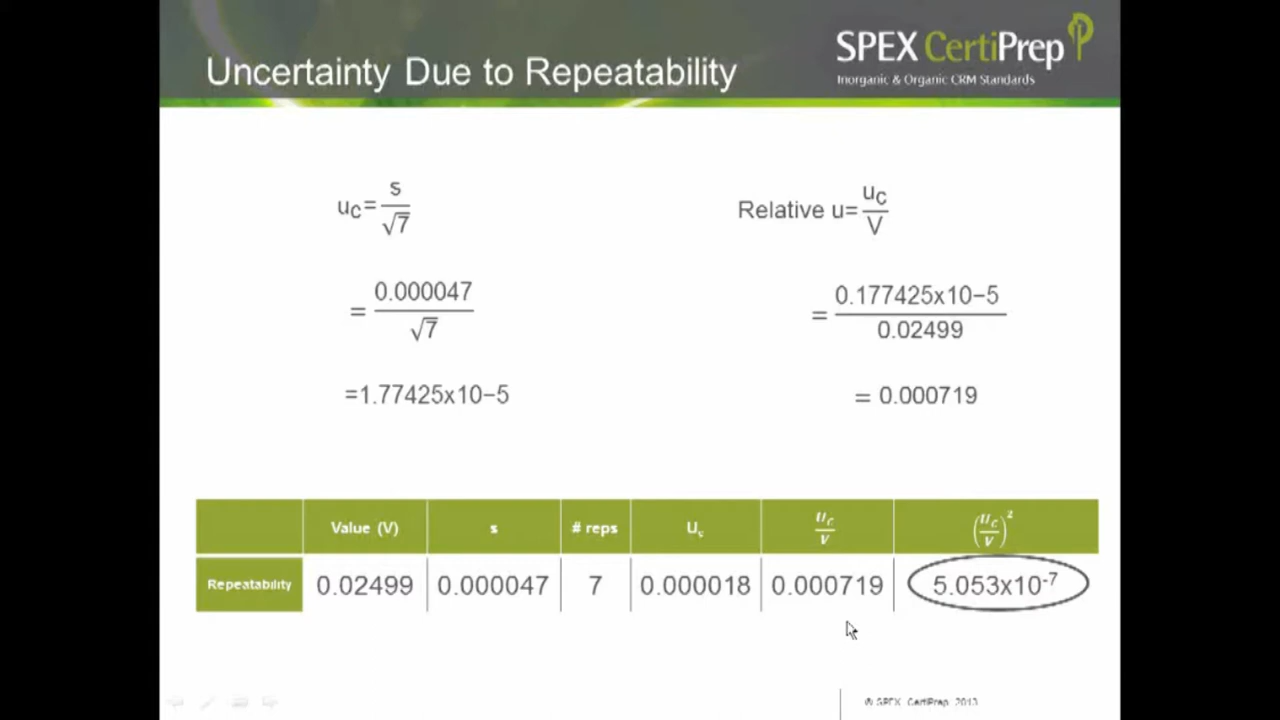 Uncertainty Due to Repeatability
SPEX CertiPrep
Inorganic & Organic CRM Standards
uc= s/√7
Relative u= uc/V
= 0.000047/√7
= 0.177425x10−5/0.02499
=1.77425x10−5
= 0.000719
Value (V) s # reps Uc Uc/V (Uc/V)²
Repeatability 0.02499 0.000047 7 0.000018 0.000719 5.053x10⁻⁷
© SPEX CertiPrep 2013